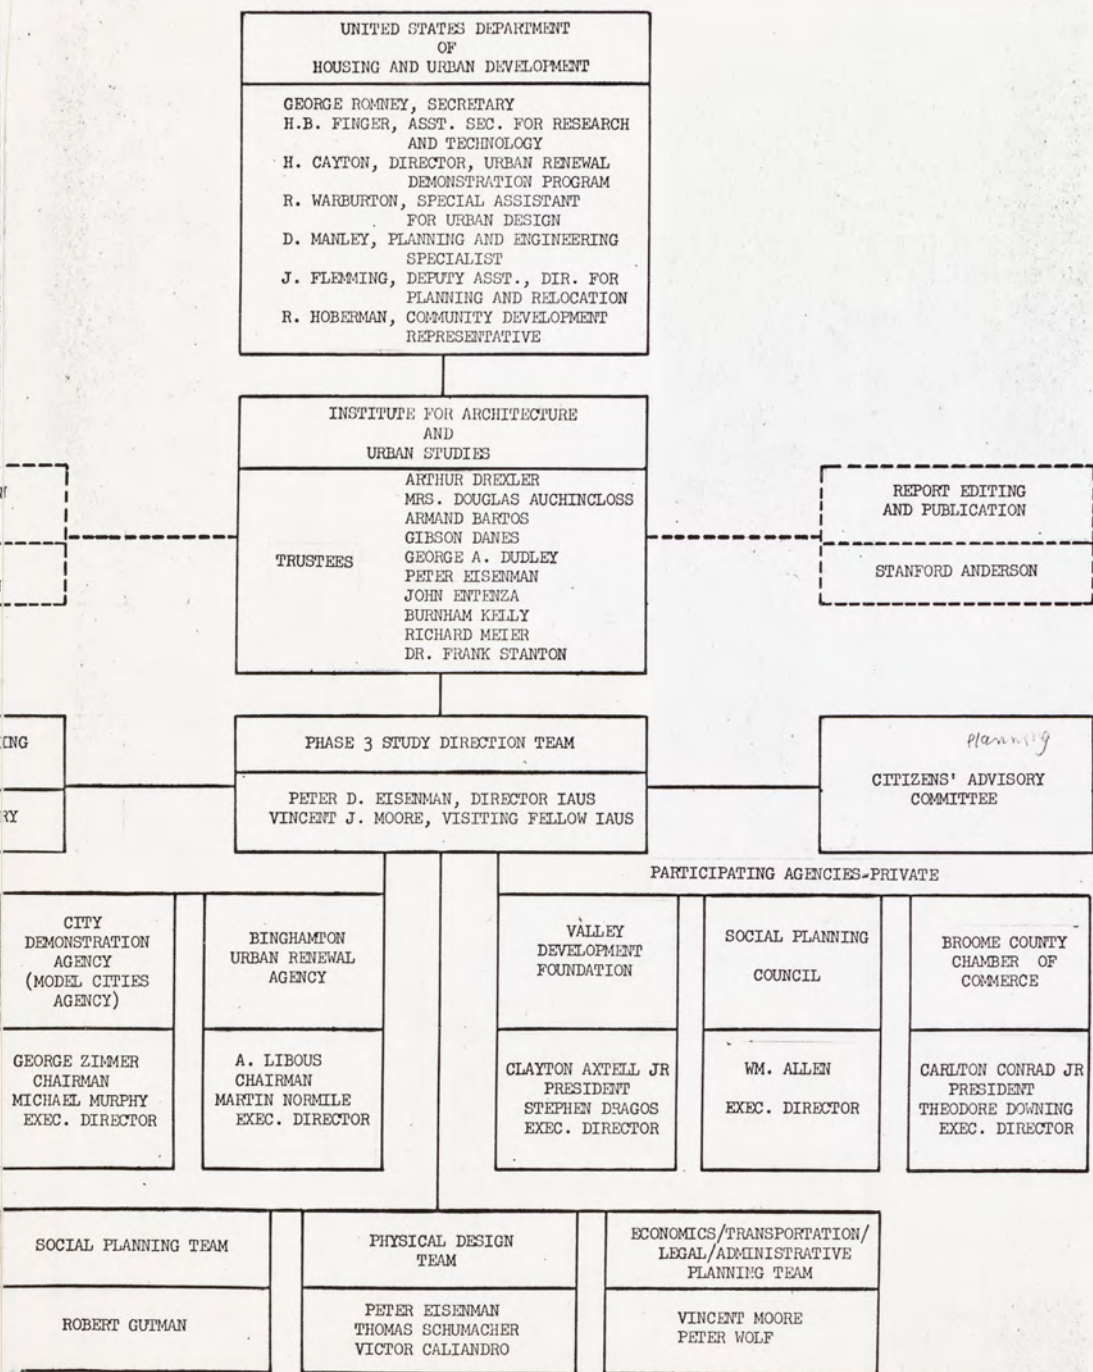 UNITED STATES DEPARTMENT
OF
HOUSING AND URBAN DEVELOPMENT
GEORGE ROMNEY, SECRETARY
H.B. FINGER, ASST. SEC. FOR RESEARCH
AND TECHNOLOGY
H. CAYTON, DIRECTOR, URBAN RENEWAL
DEMONSTRATION PROGRAM
R. WARBURTON, SPECIAL ASSISTANT
FOR URBAN DESIGN
D. MANLEY, PLANNING AND ENGINEERING
SPECIALIST
J. FLEMMING, DEPUTY ASST., DIR. FOR
PLANNING AND RELOCATION
R. HOBERMAN, COMMUNITY DEVELOPMENT
REPRESENTATIVE
INSTITUTE FOR ARCHITECTURE
AND
URBAN STUDIES
TRUSTEES
ARTHUR DREXLER
MRS. DOUGLAS AUCHINCLOSS
ARMAND BARTOS
GIBSON DANES
GEORGE A. DUDLEY
PETER EISENMAN
JOHN ENTENZA
BURNHAM KELLY
RICHARD MEIER
DR. FRANK STANTON
REPORT EDITING
AND PUBLICATION
STANFORD ANDERSON
ING
RY
PHASE 3 STUDY DIRECTION TEAM
PETER D. EISENMAN, DIRECTOR IAUS
VINCENT J. MOORE, VISITING FELLOW IAUS
Planning
CITIZENS' ADVISORY
COMMITTEE
PARTICIPATING AGENCIES-PRIVATE
CITY
DEMONSTRATION
AGENCY
(MODEL CITIES
AGENCY)
GEORGE ZIMMER
CHAIRMAN
MICHAEL MURPHY
EXEC. DIRECTOR
BINGHAMTON
URBAN RENEWAL
AGENCY
A. LIBOUS
CHAIRMAN
MARTIN NORMILE
EXEC. DIRECTOR
VALLEY
DEVELOPMENT
FOUNDATION
CLAYTON AXTELL JR
PRESIDENT
STEPHEN DRAGOS
EXEC. DIRECTOR
SOCIAL PLANNING
COUNCIL
WM. ALLEN
EXEC. DIRECTOR
BROOME COUNTY
CHAMBER OF
COMMERCE
CARLTON CONRAD JR
PRESIDENT
THEODORE DOWNING
EXEC. DIRECTOR
SOCIAL PLANNING TEAM
ROBERT GUTMAN
PHYSICAL DESIGN
TEAM
PETER EISENMAN
THOMAS SCHUMACHER
VICTOR CALIANDRO
ECONOMICS/TRANSPORTATION/
LEGAL/ADMINISTRATIVE
PLANNING TEAM
VINCENT MOORE
PETER WOLF